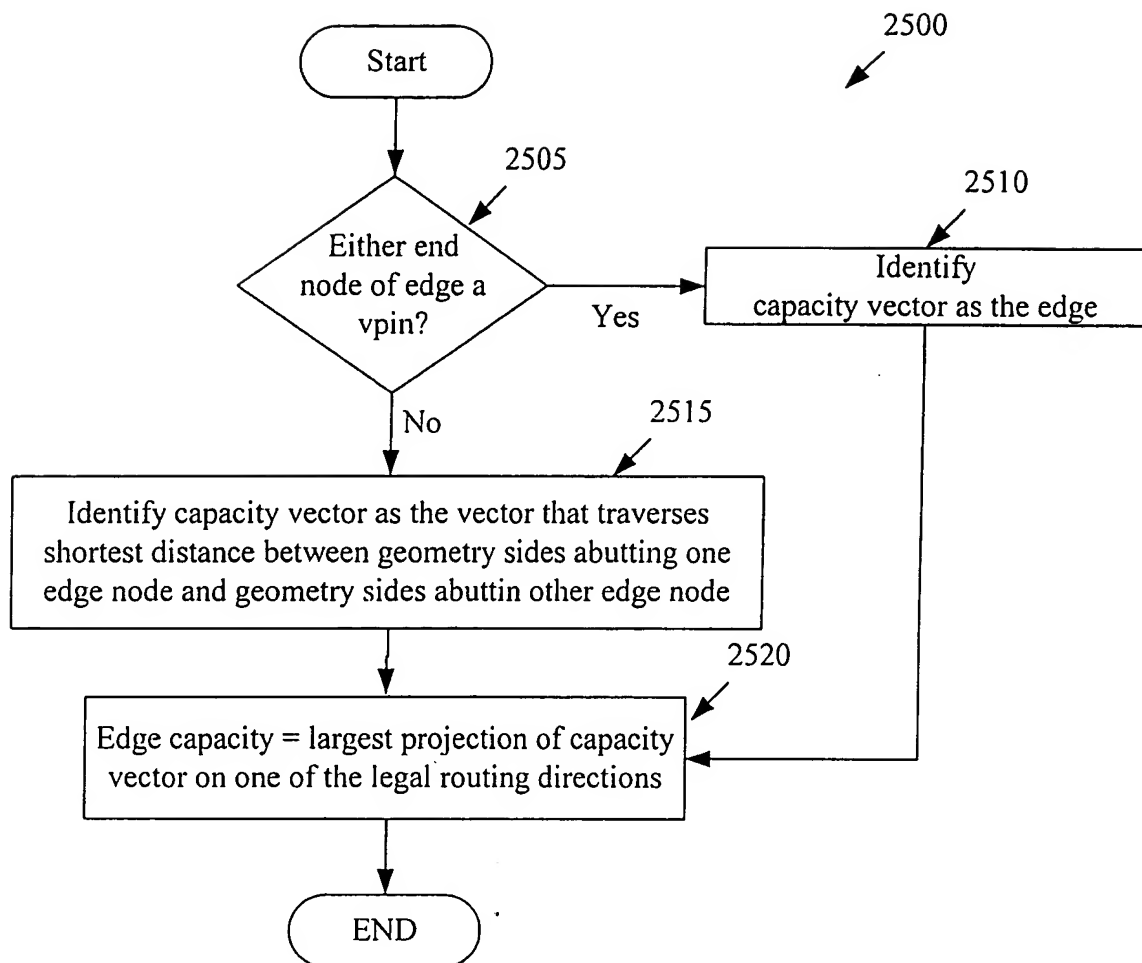 2500
Start
2505
Either end
node of edge a
vpin?
Yes
2510
Identify
capacity vector as the edge
No
2515
Identify capacity vector as the vector that traverses
shortest distance between geometry sides abutting one
edge node and geometry sides abuttin other edge node
2520
Edge capacity = largest projection of capacity
vector on one of the legal routing directions
END